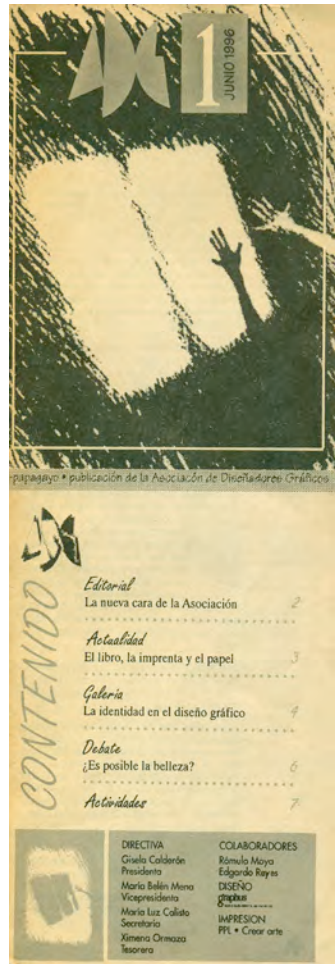 1
JUNIO 1996
papagayo • publicación de la Asociacón de Diseñadores Gráficos
CONTENIDO
Editorial
La nueva cara de la Asociación 2
Actualidad
El libro, la imprenta y el papel 3
Galería
La identidad en el diseño gráfico 4
Debate
¿Es posible la belleza? 6
Actividades 7
DIRECTIVA
Gisela Calderón
Presidenta
María Belén Mena
Vicepresidenta
María Luz Calisto
Secretaria
Ximena Ormaza
Tesorera
COLABORADORES
Rómulo Moya
Edgardo Reyes
DISEÑO
graphus
IMPRESION
PPL • Crear arte